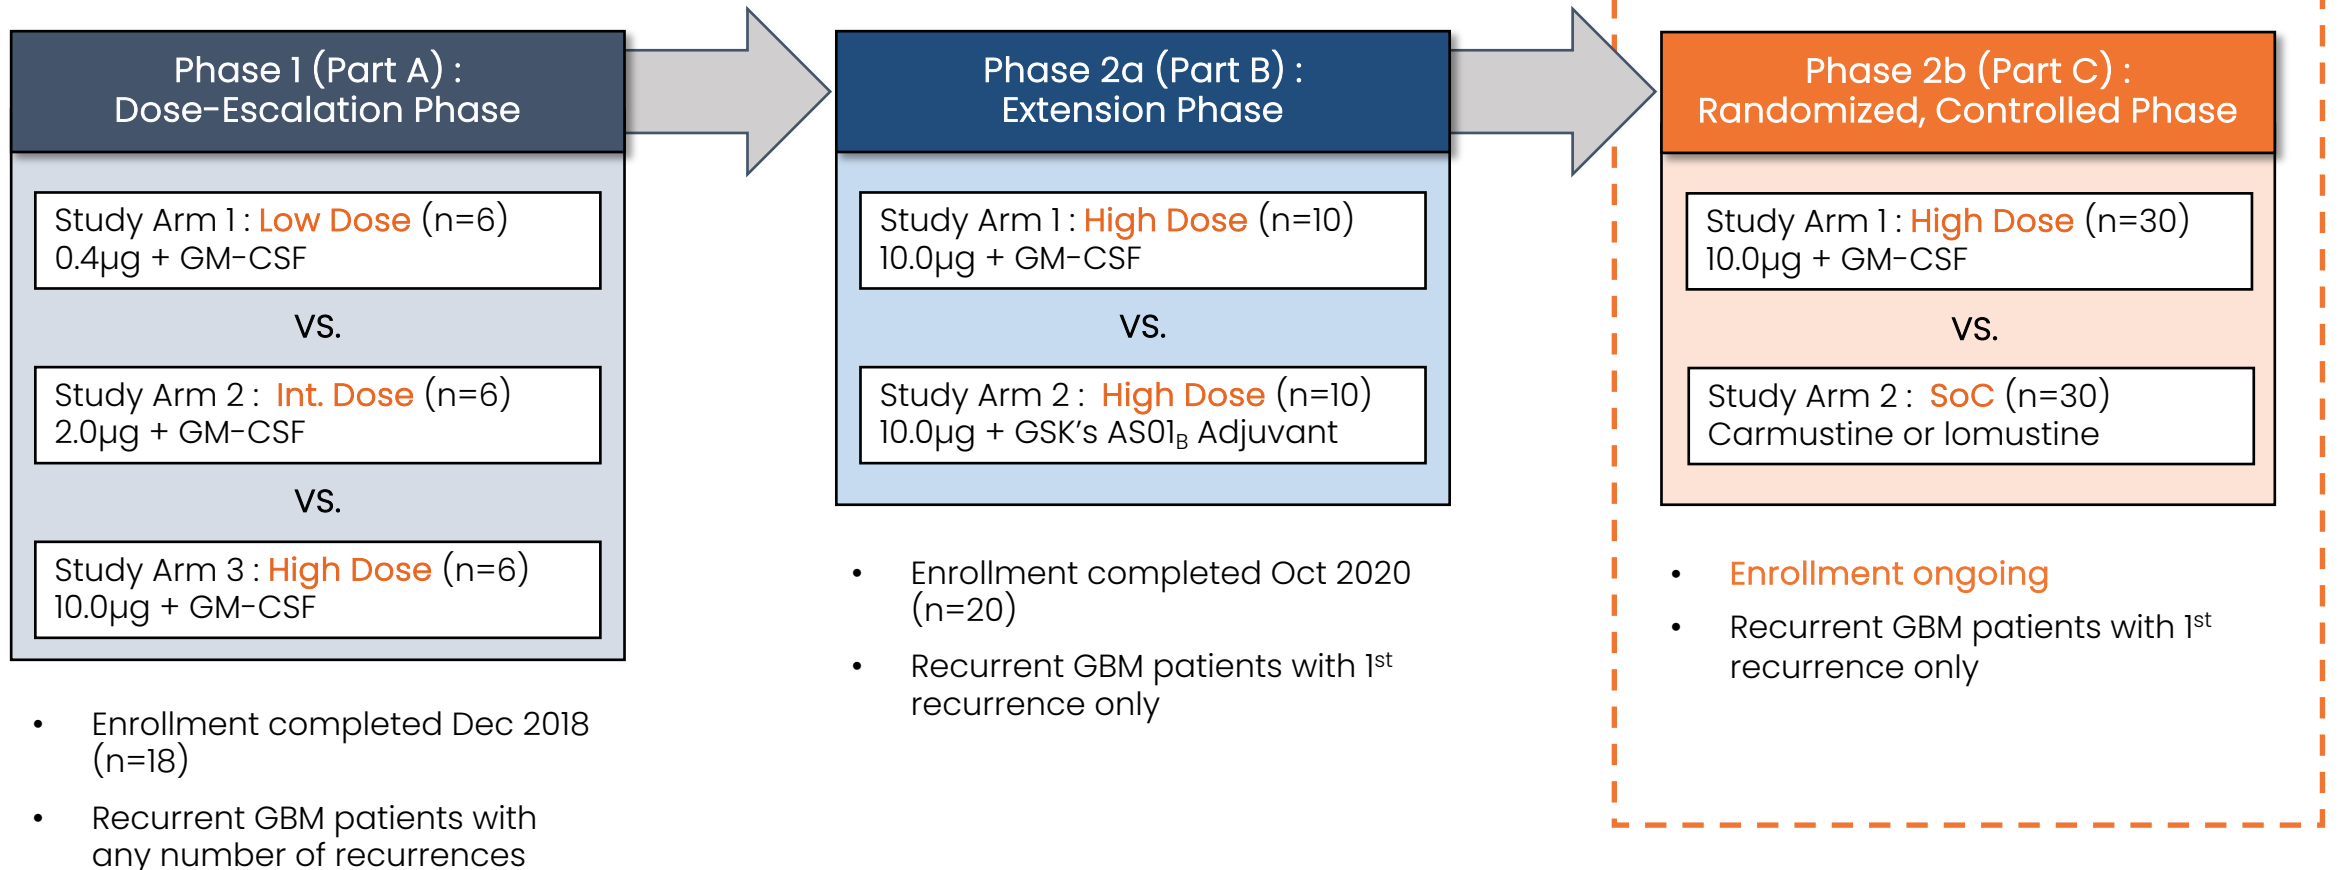 Phase 1 (Part A) :
Dose-Escalation Phase
Study Arm 1 : Low Dose (n=6)
0.4µg + GM-CSF
VS.
Study Arm 2 : Int. Dose (n=6)
2.0µg + GM-CSF
VS.
Study Arm 3 : High Dose (n=6)
10.0µg + GM-CSF
• Enrollment completed Dec 2018
(n=18)
• Recurrent GBM patients with
any number of recurrences
Phase 2a (Part B) :
Extension Phase
Study Arm 1 : High Dose (n=10)
10.0µg + GM-CSF
VS.
Study Arm 2 : High Dose (n=10)
10.0µg + GSK’s AS01B Adjuvant
• Enrollment completed Oct 2020
(n=20)
• Recurrent GBM patients with 1st
recurrence only
Phase 2b (Part C) :
Randomized, Controlled Phase
Study Arm 1 : High Dose (n=30)
10.0µg + GM-CSF
VS.
Study Arm 2 : SoC (n=30)
Carmustine or lomustine
• Enrollment ongoing
• Recurrent GBM patients with 1st
recurrence only